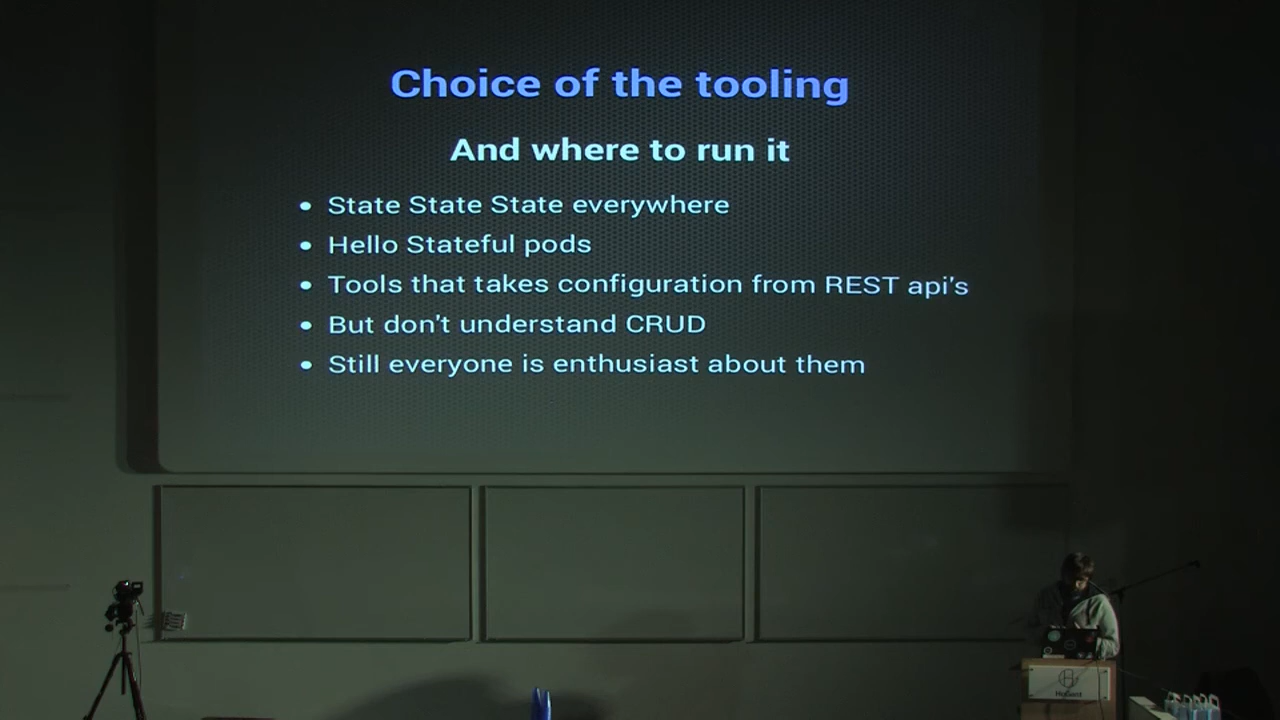 Choice of the tooling
And where to run it
• State State State everywhere
• Hello Stateful pods
• Tools that takes configuration from REST api's
• But don't understand CRUD
• Still everyone is enthusiast about them
HoGent